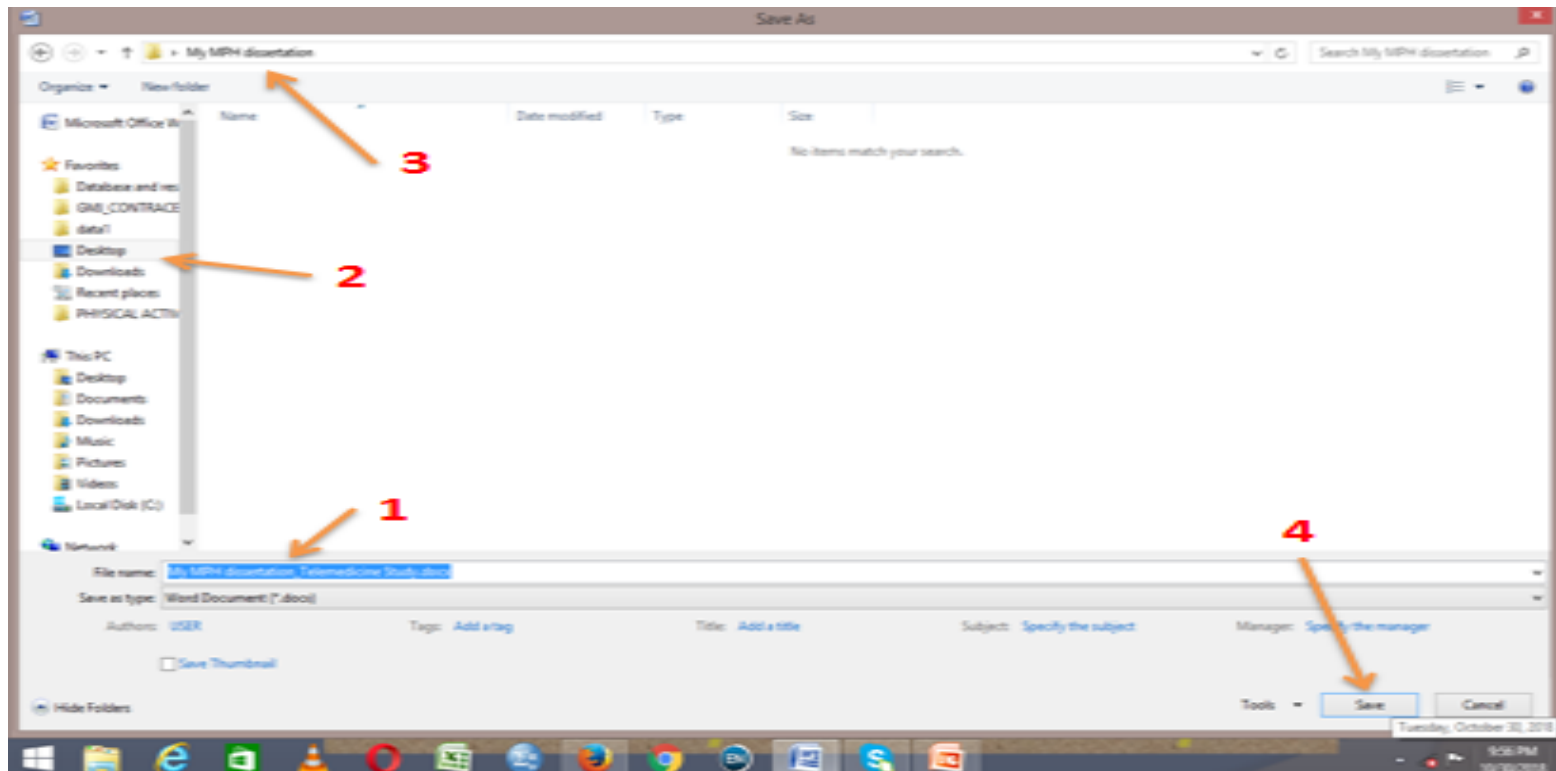 Save As
My MPH dissertation
Search My MPH dissertation
Organize
New folder
Microsoft Office W
Name
Date modified
Type
Size
No items match your search.
3
Favorites
Database and res
GMI_CONTRACE
data1
Desktop
Downloads
Recent places
PHYSICAL ACTIV
2
This PC
Desktop
Documents
Downloads
Music
Pictures
Videos
Local Disk (C:)
Network
1
4
File name: My MPH dissertation_Telemedicine Study.docx
Save as type: Word Document (*.docx)
Authors: USER
Tags: Add a tag
Title: Add a title
Subject: Specify the subject
Manager: Specify the manager
Save Thumbnail
Hide Folders
Tools
Save
Cancel
Tuesday, October 30, 2018
EN
9:56 PM
10/30/2018